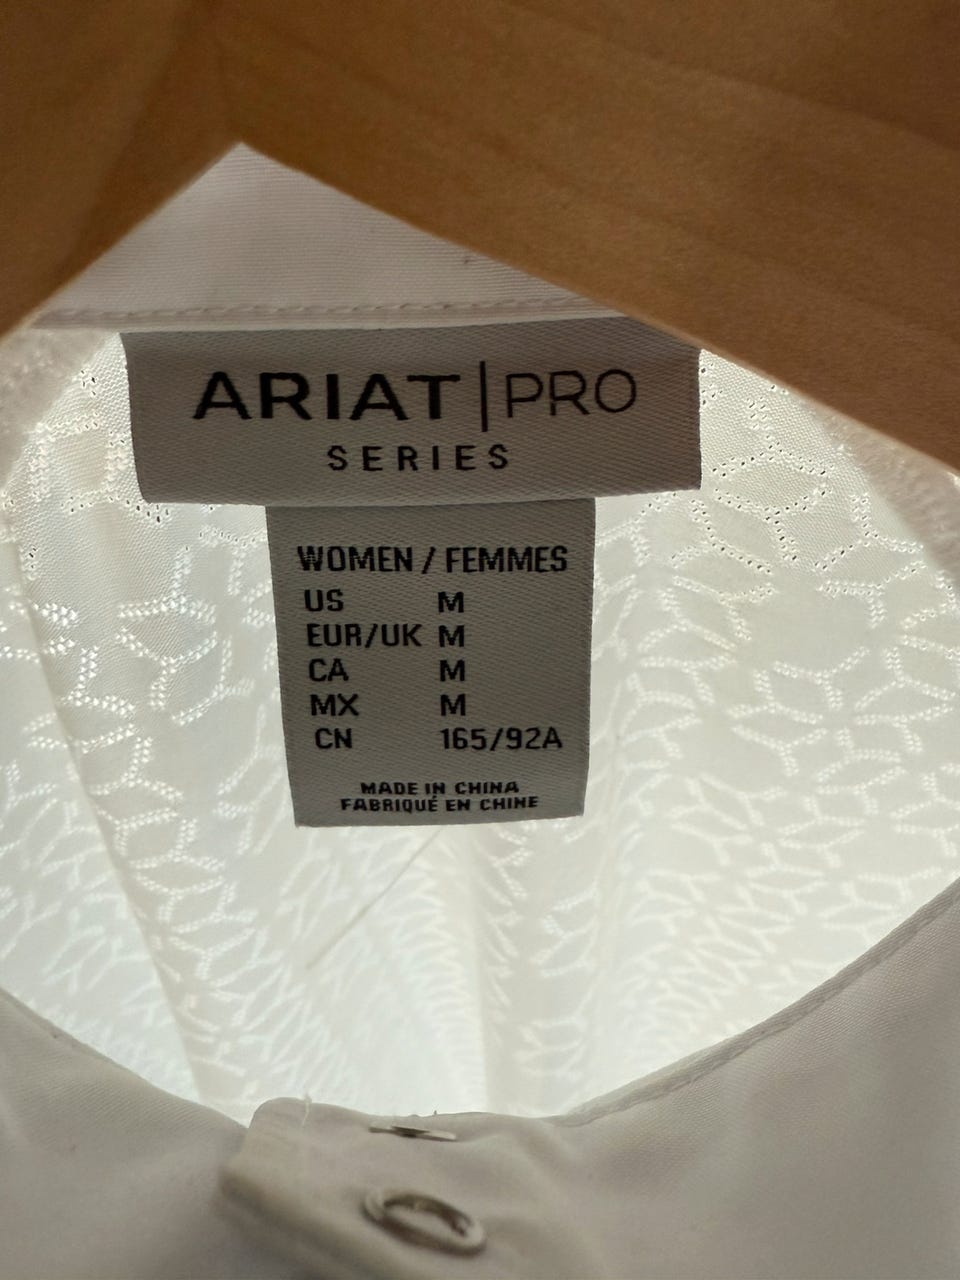 ARIAT | PRO
SERIES
WOMEN / FEMMES
US M
EUR/UK M
CA M
MX M
CN 165/92A
MADE IN CHINA
FABRIQUÉ EN CHINE